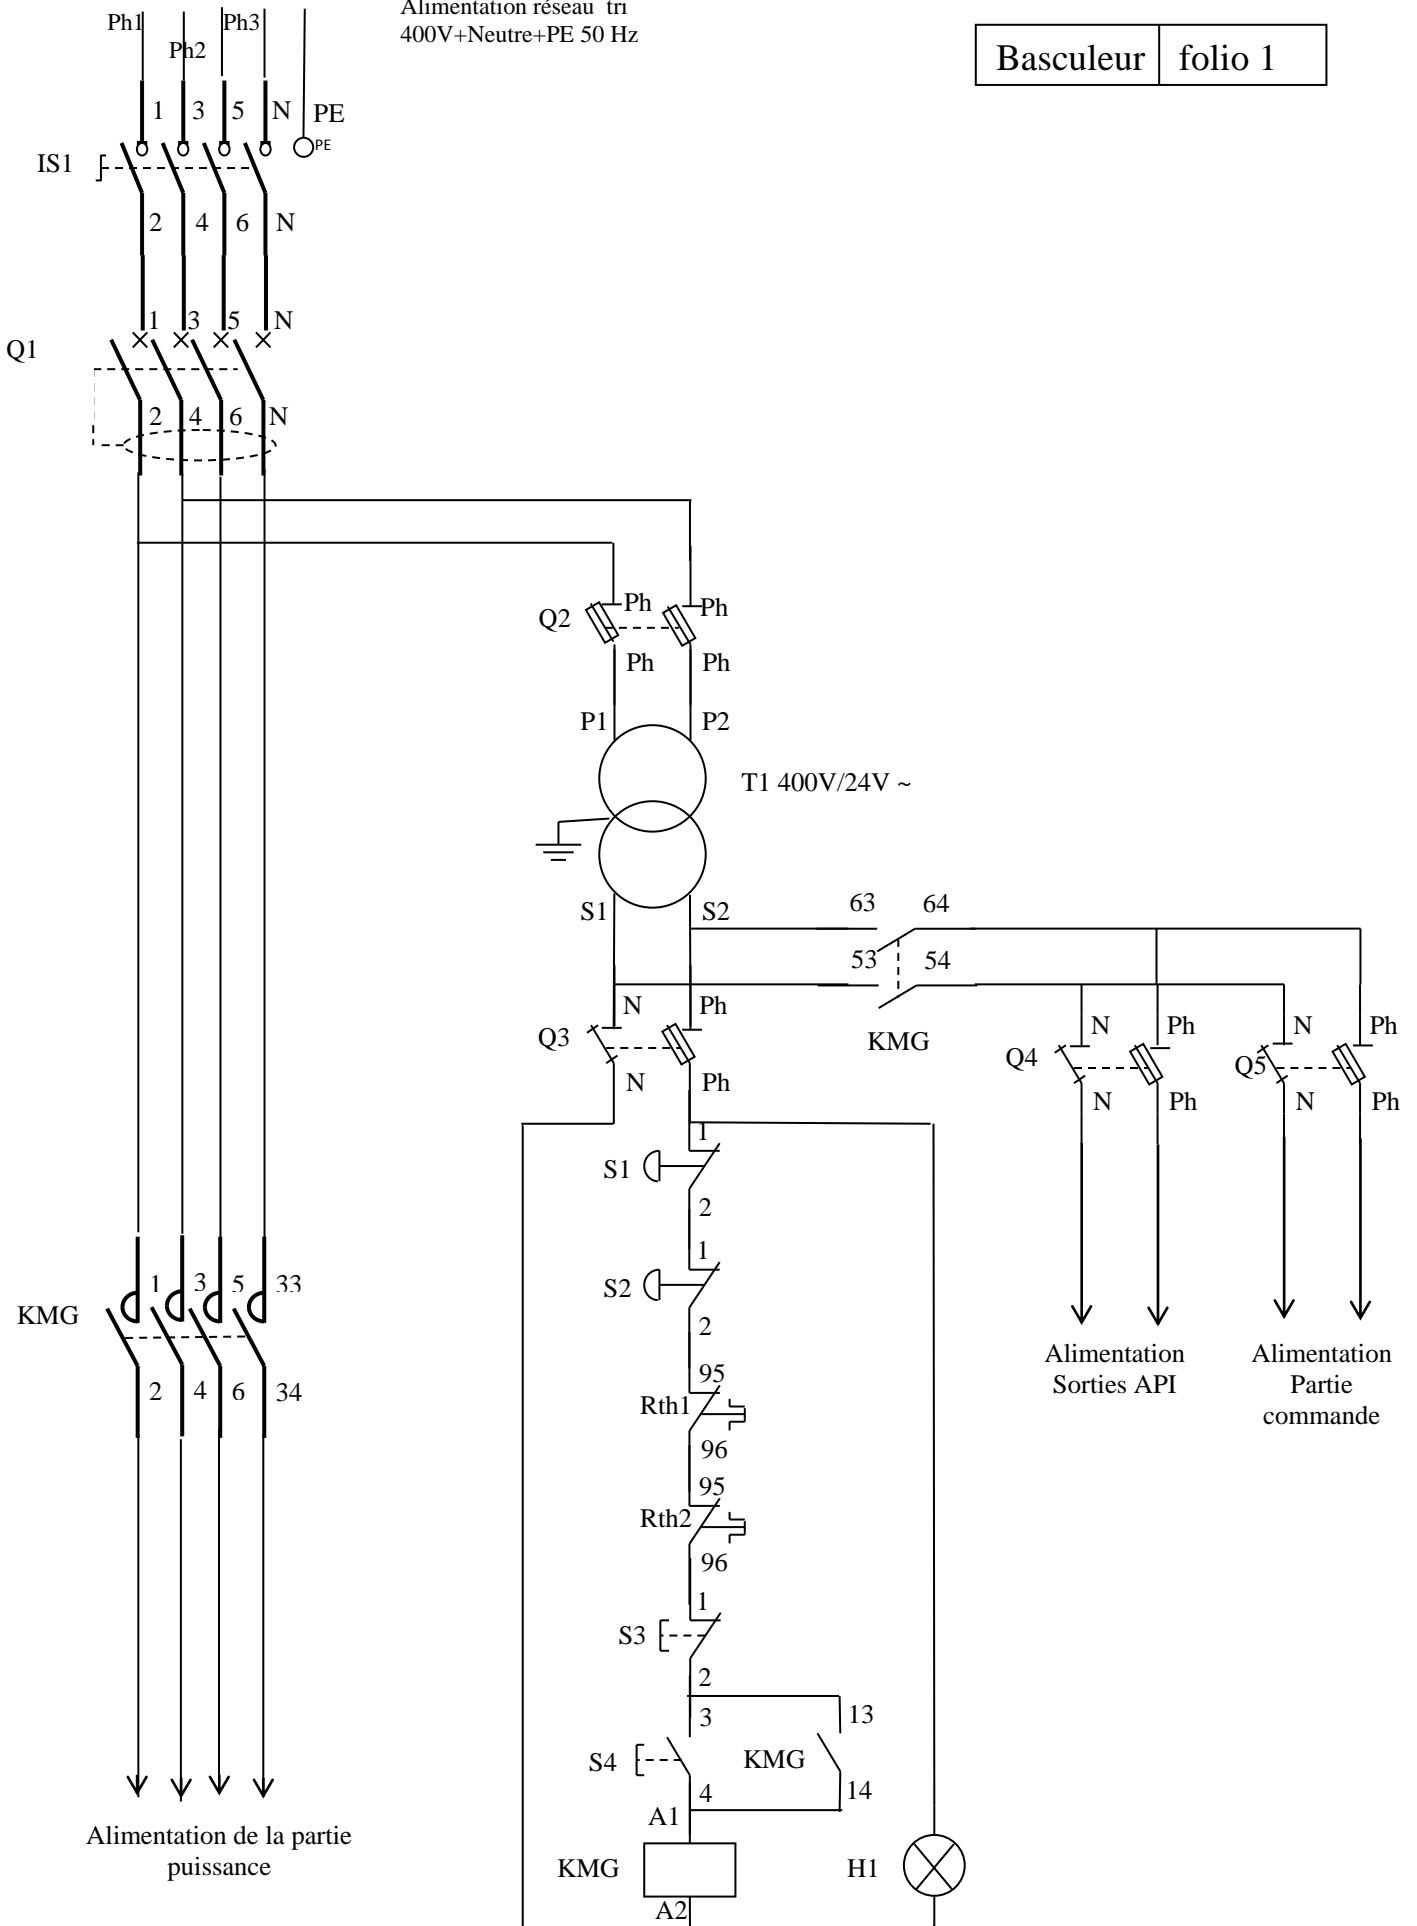 Alimentation réseau tri
400V+Neutre+PE 50 Hz
Basculeur folio 1
Ph1 Ph3
Ph2
1 3 5 N PE
PE
IS1
2 4 6 N
1 3 5 N
Q1
2 4 6 N
Q2 Ph Ph
Ph Ph
P1 P2
T1 400V/24V ~
S1 S2
63 64
53 54
KMG
N Ph
Q3
N Ph
N Ph N Ph
Q4 Q5
N Ph N Ph
1
S1
2
1
S2
2
1 3 5 33
KMG
2 4 6 34
Alimentation
Sorties API
Alimentation
Partie
commande
95
Rth1
96
95
Rth2
96
1
S3
2
3 13
S4 KMG
4 14
A1
KMG H1
A2
Alimentation de la partie
puissance